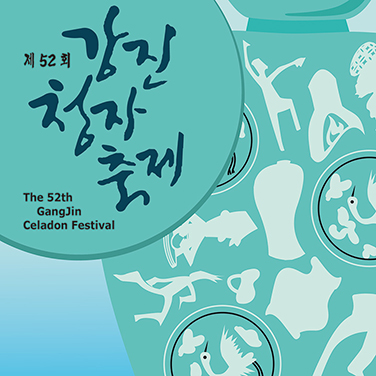 제 52 회
강진
청자
축제
The 52th
GangJin
Celadon Festival